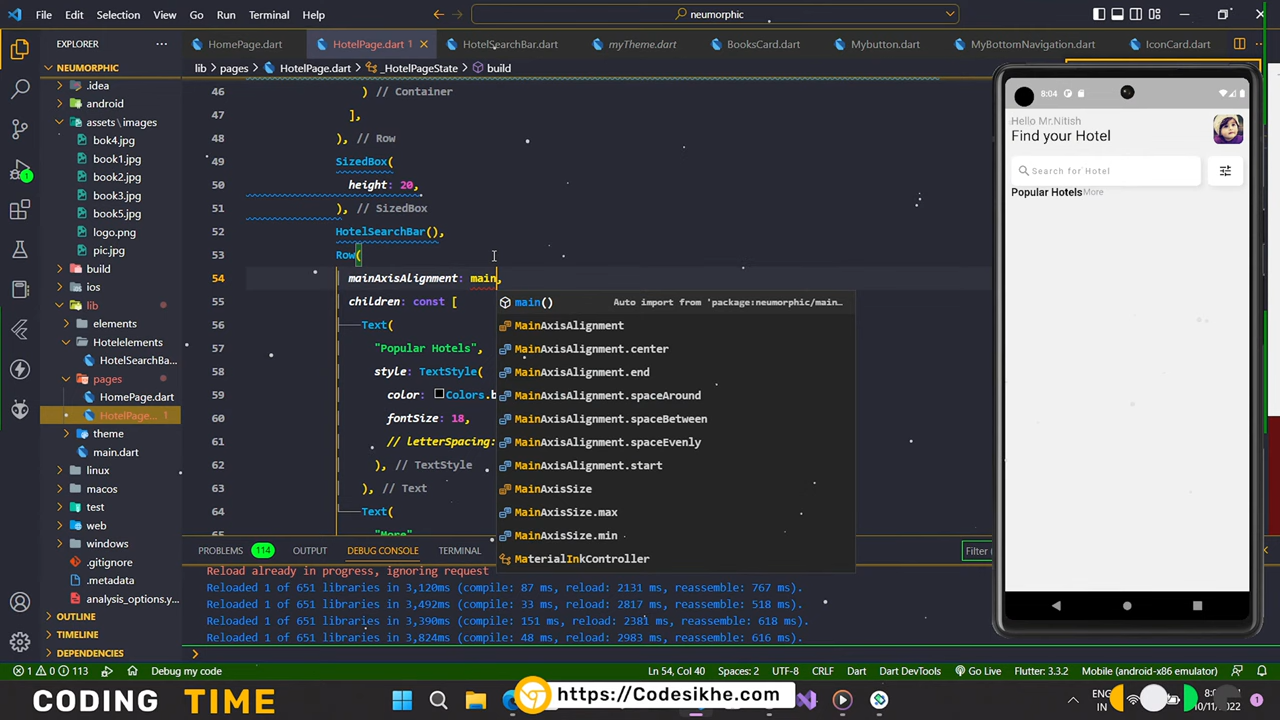 File Edit Selection View Go Run Terminal Help
neumorphic
EXPLORER
HomePage.dart
HotelPage.dart 1
HotelSearchBar.dart
myTheme.dart
BooksCard.dart
Mybutton.dart
MyBottomNavigation.dart
IconCard.dart
NEUMORPHIC
lib > pages > HotelPage.dart > _HotelPageState > build
.idea
android
assets\images
bok4.jpg
book1.jpg
book2.jpg
book3.jpg
book5.jpg
logo.png
pic.jpg
build
ios
lib
elements
Hotelelements
HotelSearchBa...
pages
HomePage.dart
HotelPage... 1
theme
main.dart
linux
macos
test
web
windows
.gitignore
.metadata
analysis_options.y...
OUTLINE
TIMELINE
DEPENDENCIES
1
46 ) // Container
47 ],
48 ), // Row
49 SizedBox(
50 height: 20,
51 ), // SizedBox
52 HotelSearchBar(),
53 Row(
54 mainAxisAlignment: main,
55 children: const [
56 Text(
57 "Popular Hotels",
58 style: TextStyle(
59 color: Colors.b
60 fontSize: 18,
61 // letterSpacing:
62 ), // TextStyle
63 ), // Text
64 Text(
65 "More"
main() Auto import from 'package:neumorphic/main...
MainAxisAlignment
MainAxisAlignment.center
MainAxisAlignment.end
MainAxisAlignment.spaceAround
MainAxisAlignment.spaceBetween
MainAxisAlignment.spaceEvenly
MainAxisAlignment.start
MainAxisSize
MainAxisSize.max
MainAxisSize.min
MaterialInkController
PROBLEMS 114 OUTPUT DEBUG CONSOLE TERMINAL
Filter
Reload already in progress, ignoring request
Reloaded 1 of 651 libraries in 3,120ms (compile: 87 ms, reload: 2131 ms, reassemble: 767 ms).
Reloaded 1 of 651 libraries in 3,492ms (compile: 33 ms, reload: 2817 ms, reassemble: 518 ms).
Reloaded 1 of 651 libraries in 3,390ms (compile: 151 ms, reload: 2381 ms, reassemble: 618 ms).
Reloaded 1 of 651 libraries in 3,824ms (compile: 48 ms, reload: 2983 ms, reassemble: 616 ms).
8:04
Hello Mr.Nitish
Find your Hotel
Search for Hotel
Popular Hotels More
1 0 113 Debug my code
Ln 54, Col 40 Spaces: 2 UTF-8 CRLF Dart Dart DevTools Go Live Flutter: 3.3.2 Mobile (android-x86 emulator)
CODING TIME
https://Codesikhe.com
ENG
IN
10/11/2022
1